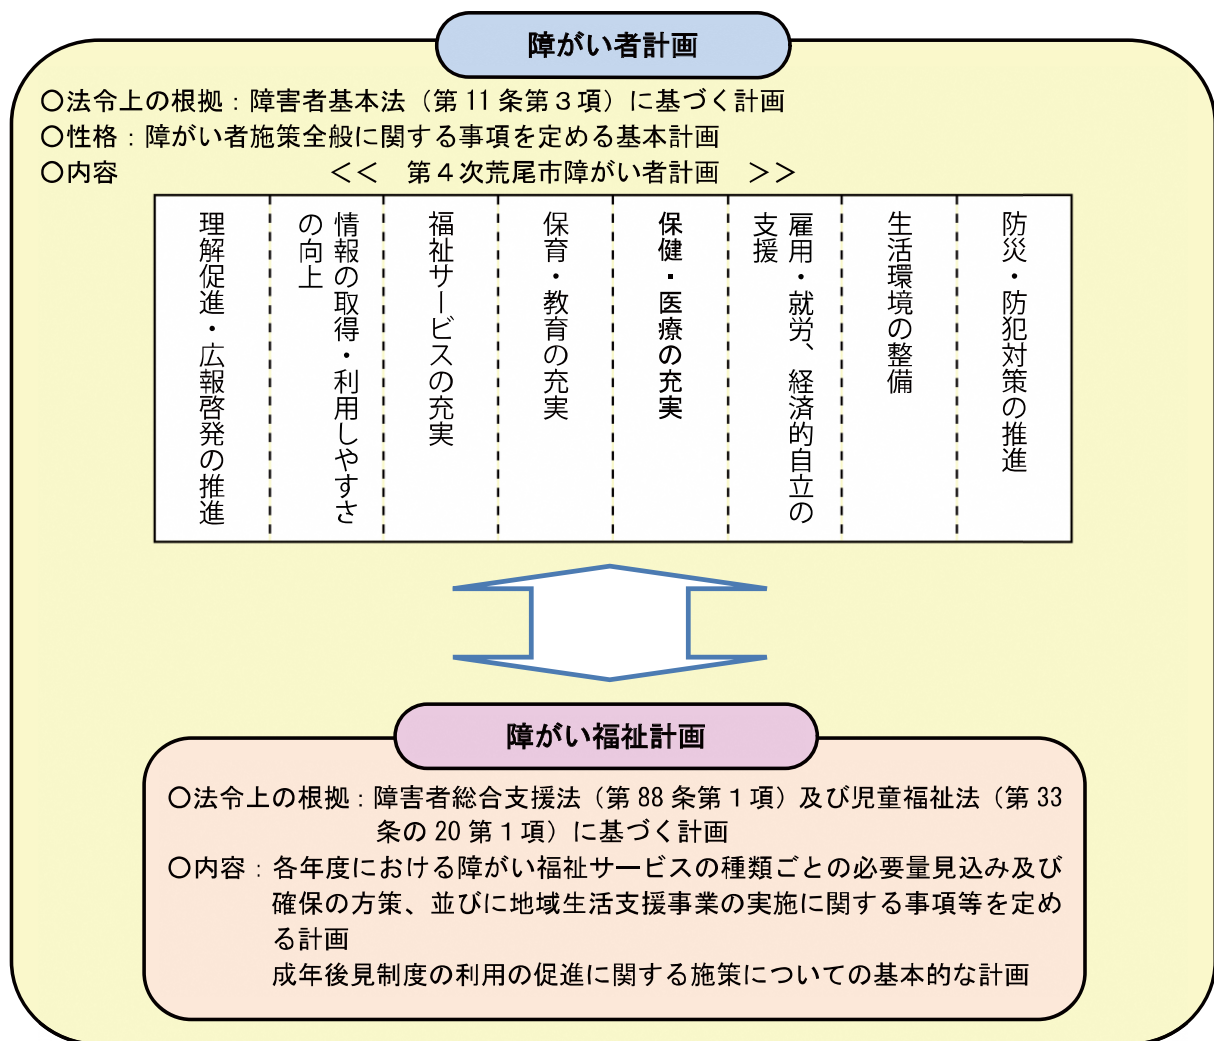 障がい者計画
〇法令上の根拠：障害者基本法（第11条第３項）に基づく計画
〇性格：障がい者施策全般に関する事項を定める基本計画
〇内容　<<　第４次荒尾市障がい者計画　>>
理解促進・広報啓発の推進
情報の取得・利用しやすさ
の向上
福祉サービスの充実
保育・教育の充実
保健・医療の充実
雇用・就労、経済的自立の
支援
生活環境の整備
防災・防犯対策の推進
障がい福祉計画
〇法令上の根拠：障害者総合支援法（第88条第１項）及び児童福祉法（第33
条の20第１項）に基づく計画
〇内容：各年度における障がい福祉サービスの種類ごとの必要量見込み及び
確保の方策、並びに地域生活支援事業の実施に関する事項等を定め
る計画
成年後見制度の利用の促進に関する施策についての基本的な計画